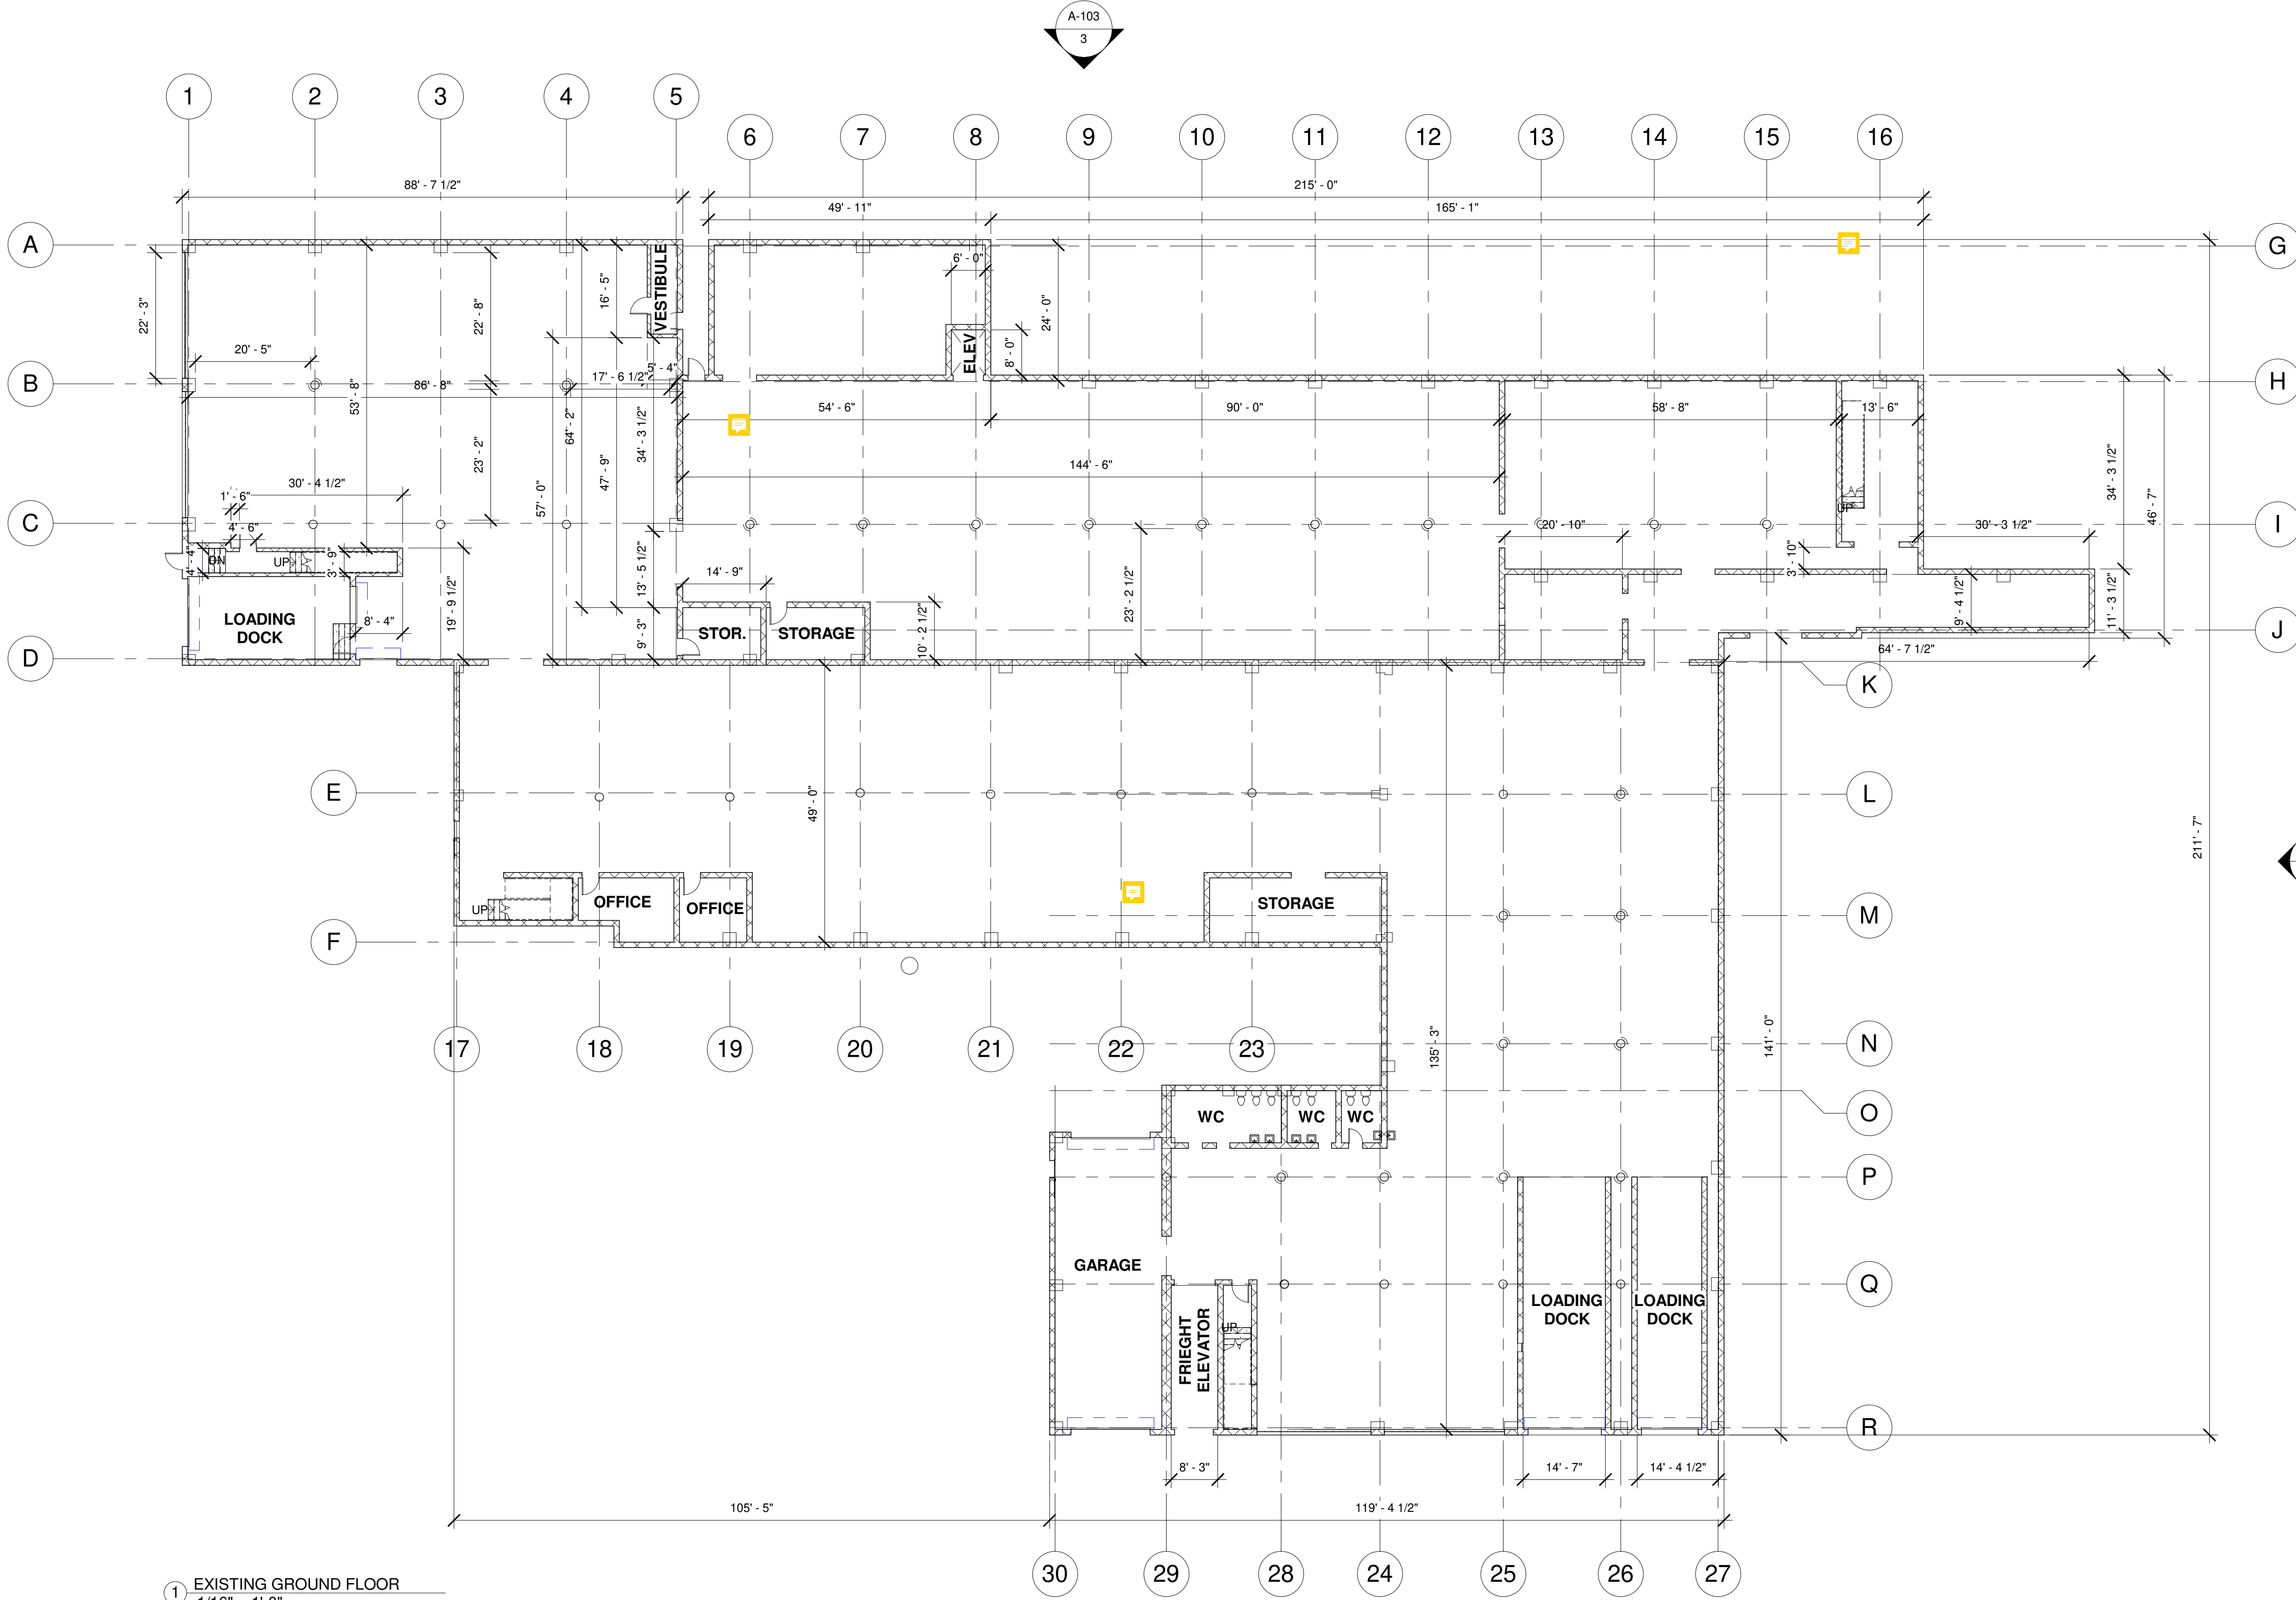 A-103
3
1
2
3
4
5
6
7
8
9
10
11
12
13
14
15
16
88' - 7 1/2"
215' - 0"
49' - 11"
165' - 1"
A
G
VESTIBULE
6' - 0"
16' - 5"
22' - 3"
22' - 8"
24' - 0"
20' - 5"
ELEV
8' - 0"
5' - 4"
17' - 6 1/2"
B
86' - 8"
53' - 8"
H
54' - 6"
90' - 0"
58' - 8"
13' - 6"
64' - 2"
34' - 3 1/2"
23' - 2"
47' - 9"
144' - 6"
34' - 3 1/2"
46' - 7"
30' - 4 1/2"
1' - 6"
57' - 0"
UP
C
4' - 6"
20' - 10"
30' - 3 1/2"
I
4' - 4"
DN
UP
3' - 9"
3' - 10"
14' - 9"
13' - 5 1/2"
23' - 2 1/2"
9' - 4 1/2"
11' - 3 1/2"
19' - 9 1/2"
LOADING
DOCK
8' - 4"
9' - 3"
STOR.
STORAGE
10' - 2 1/2"
J
64' - 7 1/2"
D
K
E
49' - 0"
L
211' - 7"
UP
OFFICE
OFFICE
STORAGE
M
F
17
18
19
20
21
22
23
135' - 3"
141' - 0"
N
WC
WC
WC
O
P
GARAGE
Q
FRIEGHT
ELEVATOR
UP
LOADING
DOCK
LOADING
DOCK
R
8' - 3"
14' - 7"
14' - 4 1/2"
105' - 5"
119' - 4 1/2"
30
29
28
24
25
26
27
1
EXISTING GROUND FLOOR